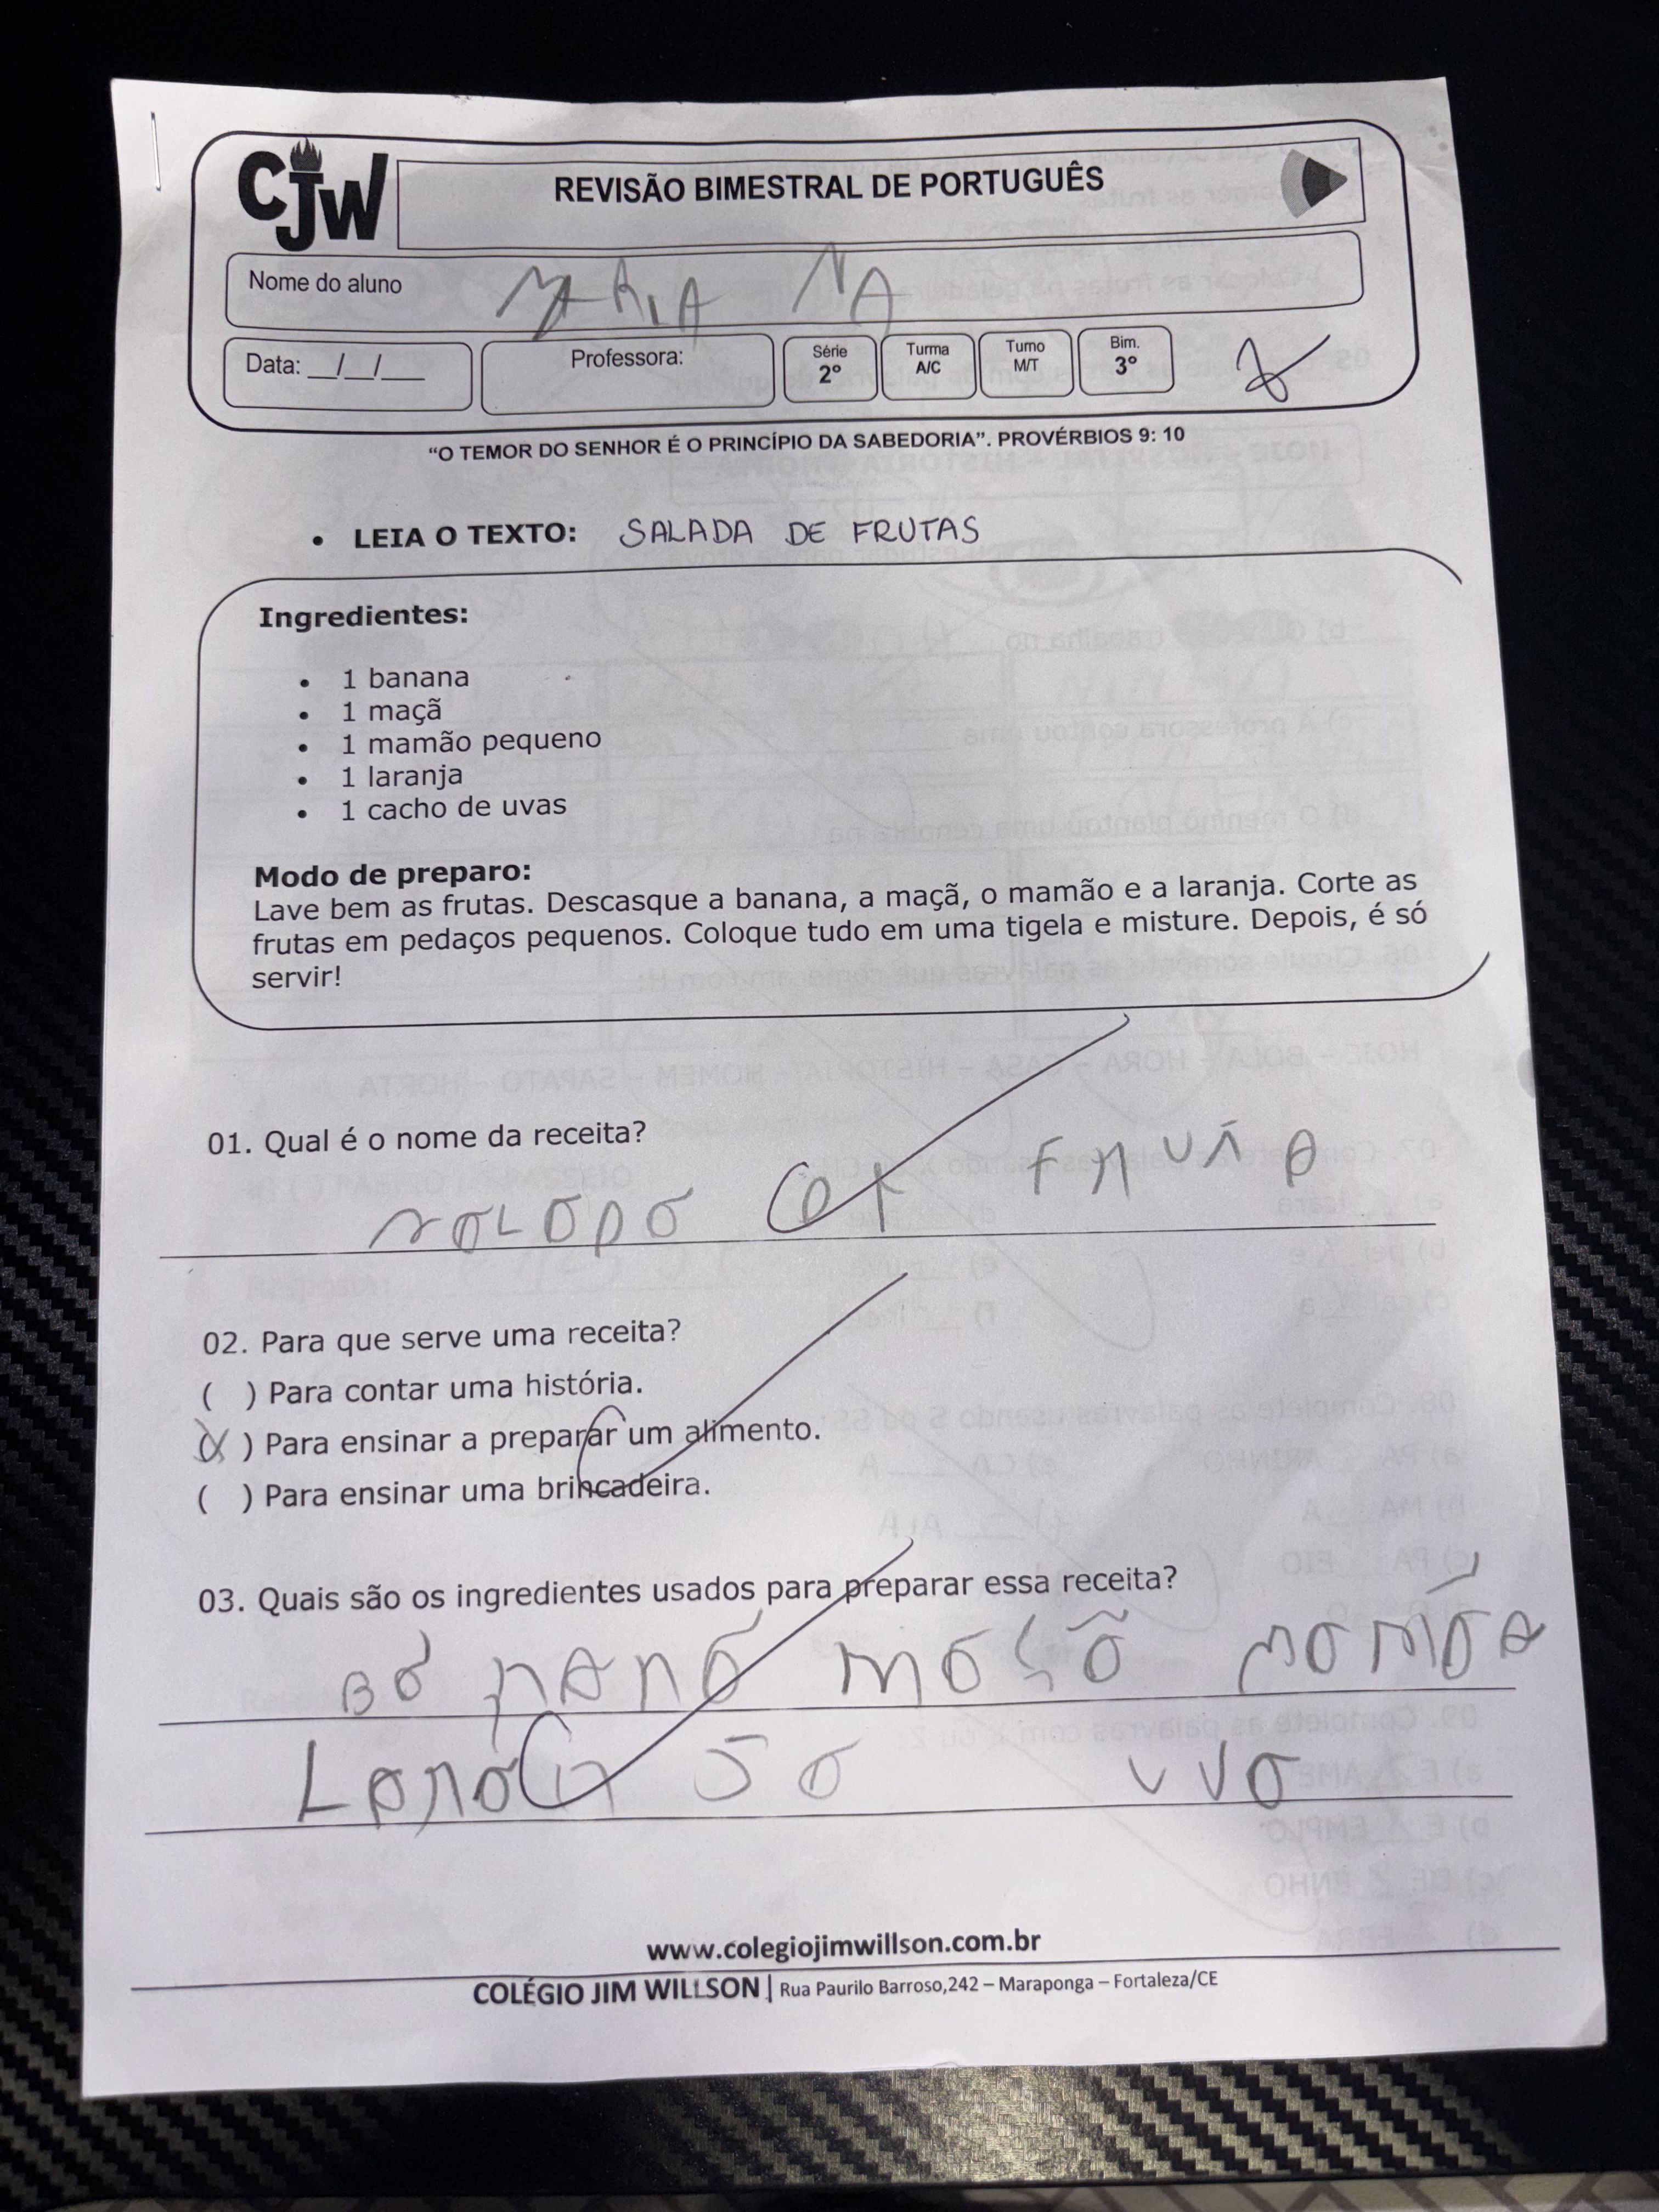 CJW
REVISÃO BIMESTRAL DE PORTUGUÊS
Nome do aluno MARIA NA
Data: __/__/___ Professora: Série 2º Turma A/C Turno M/T Bim. 3º
“O TEMOR DO SENHOR É O PRINCÍPIO DA SABEDORIA”. PROVÉRBIOS 9: 10
• LEIA O TEXTO: SALADA DE FRUTAS
Ingredientes:
• 1 banana
• 1 maçã
• 1 mamão pequeno
• 1 laranja
• 1 cacho de uvas
Modo de preparo:
Lave bem as frutas. Descasque a banana, a maçã, o mamão e a laranja. Corte as
frutas em pedaços pequenos. Coloque tudo em uma tigela e misture. Depois, é só
servir!
01. Qual é o nome da receita?
02. Para que serve uma receita?
( ) Para contar uma história.
(X) Para ensinar a preparar um alimento.
( ) Para ensinar uma brincadeira.
03. Quais são os ingredientes usados para preparar essa receita?
www.colegiojimwillson.com.br
COLÉGIO JIM WILLSON | Rua Paurilo Barroso,242 – Maraponga – Fortaleza/CE